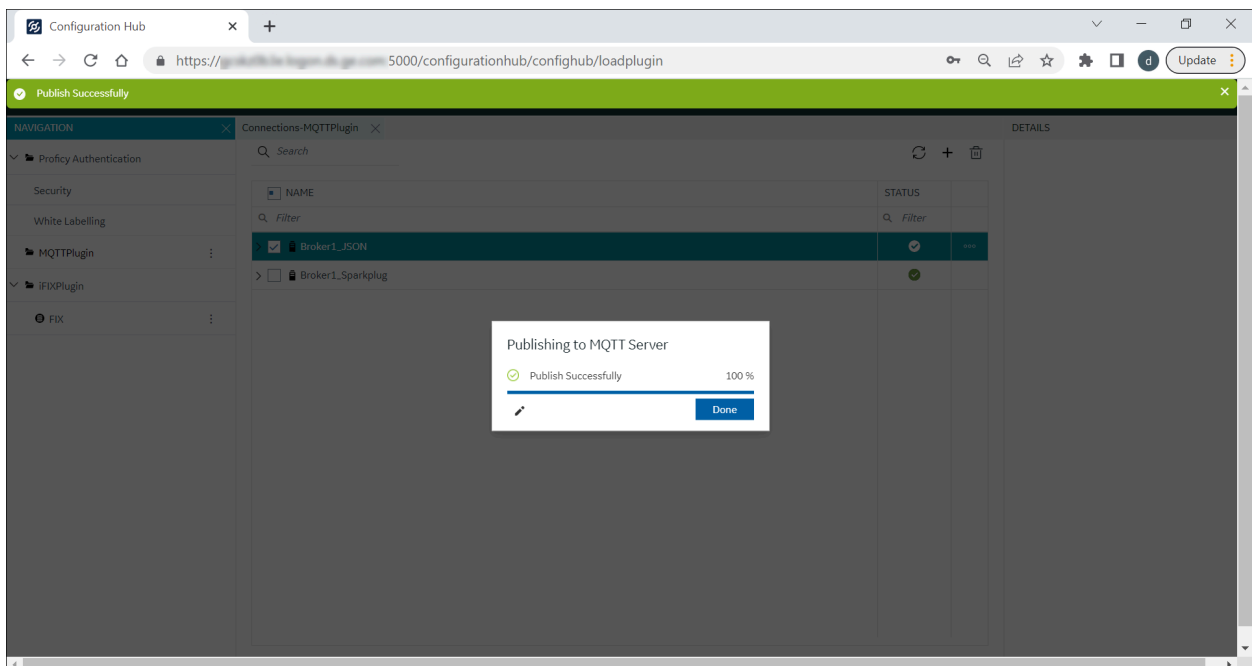 Configuration Hub
https:// 5000/configurationhub/confighub/loadplugin
d
Update
Publish Successfully
NAVIGATION
Connections-MQTTPlugin
DETAILS
Proficy Authentication
Search
Security
NAME
STATUS
White Labelling
Filter
Filter
MQTTPlugin
Broker1_JSON
Broker1_Sparkplug
iFIXPlugin
FIX
Publishing to MQTT Server
Publish Successfully 100 %
Done